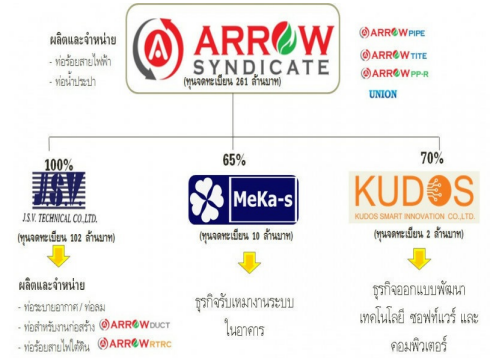 ผลิตและจำหน่าย
- ท่อร้อยสายไฟฟ้า
- ท่อน้ำประปา
ARROW
SYNDICATE
(ทุนจดทะเบียน 261 ล้านบาท)
ARROW PIPE
ARROW TITE
ARROW PP-R
UNION
100%
65%
70%
J.S.V.
J.S.V. TECHNICAL CO.,LTD.
(ทุนจดทะเบียน 102 ล้านบาท)
MeKa-s
(ทุนจดทะเบียน 10 ล้านบาท)
KUDOS
KUDOS SMART INNOVATION CO.,LTD.
(ทุนจดทะเบียน 2 ล้านบาท)
ผลิตและจำหน่าย
- ท่อระบายอากาศ / ท่อลม
- ท่อสำหรับงานก่อสร้าง ARROW DUCT
- ท่อร้อยสายไฟใต้ดิน ARROW RTRC
ธุรกิจรับเหมางานระบบ
ในอาคาร
ธุรกิจออกแบบพัฒนา
เทคโนโลยี ซอฟท์แวร์ และ
คอมพิวเตอร์